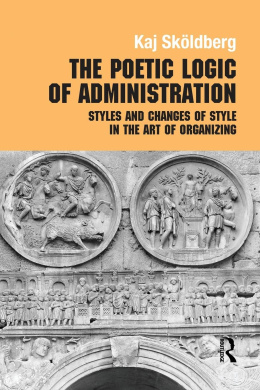 Kaj Sköldberg
THE POETIC LOGIC
OF ADMINISTRATION
STYLES AND CHANGES OF STYLE
IN THE ART OF ORGANIZING